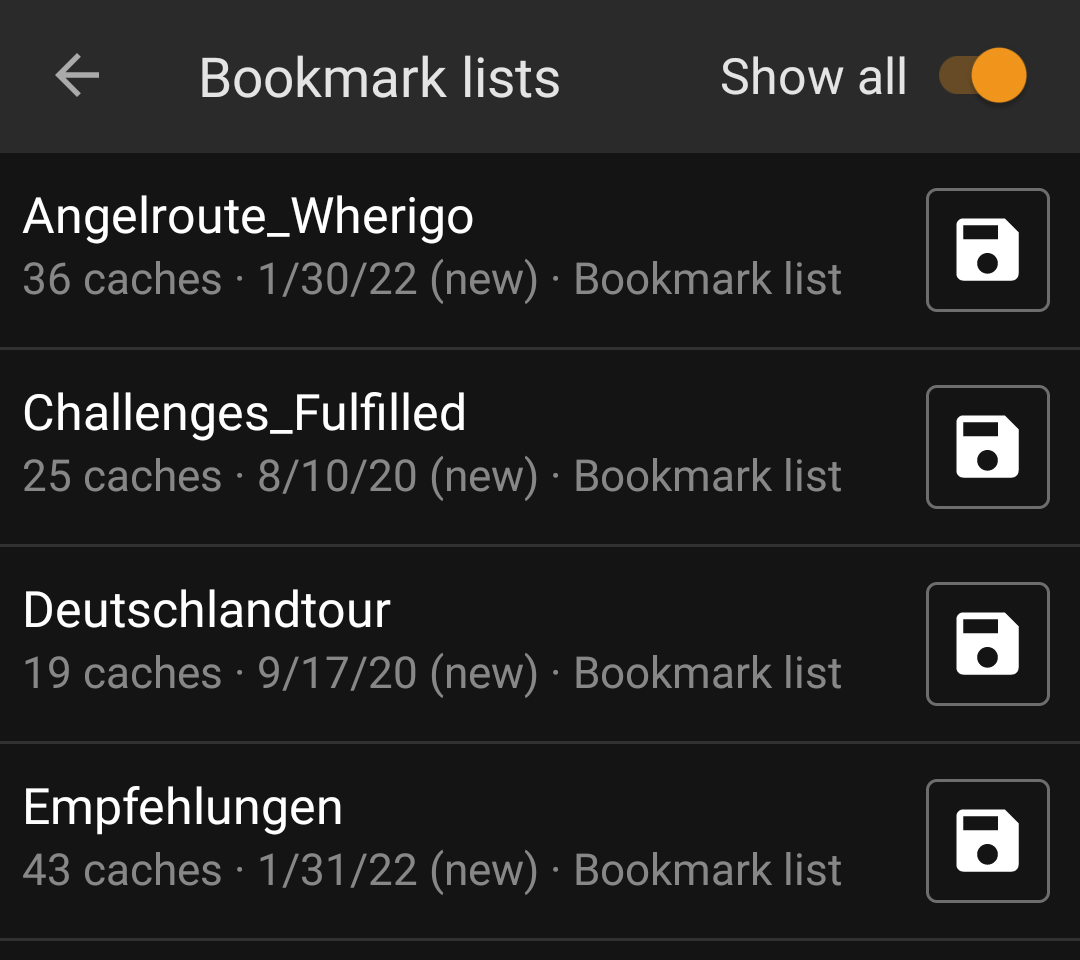 Bookmark lists Show all
Angelroute_Wherigo
36 caches · 1/30/22 (new) · Bookmark list
Challenges_Fulfilled
25 caches · 8/10/20 (new) · Bookmark list
Deutschlandtour
19 caches · 9/17/20 (new) · Bookmark list
Empfehlungen
43 caches · 1/31/22 (new) · Bookmark list